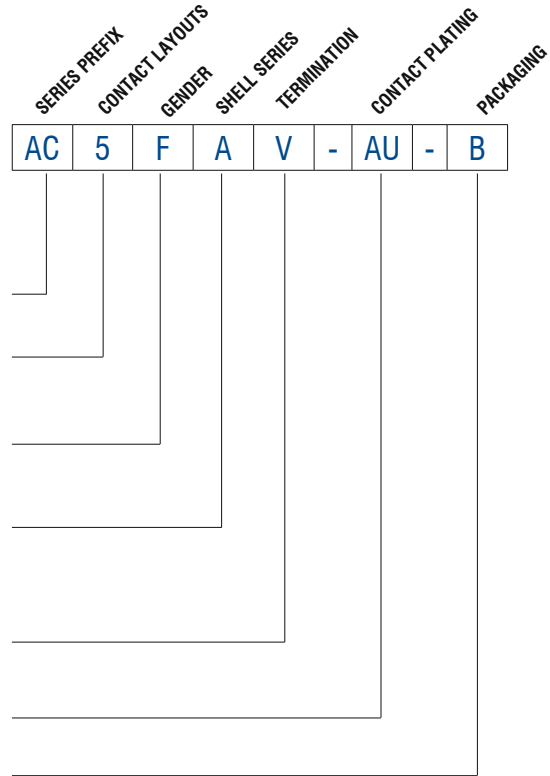 SERIES PREFIX
CONTACT LAYOUTS
GENDER
SHELL SERIES
TERMINATION
CONTACT PLATING
PACKAGING
AC 5 F A V - AU - B